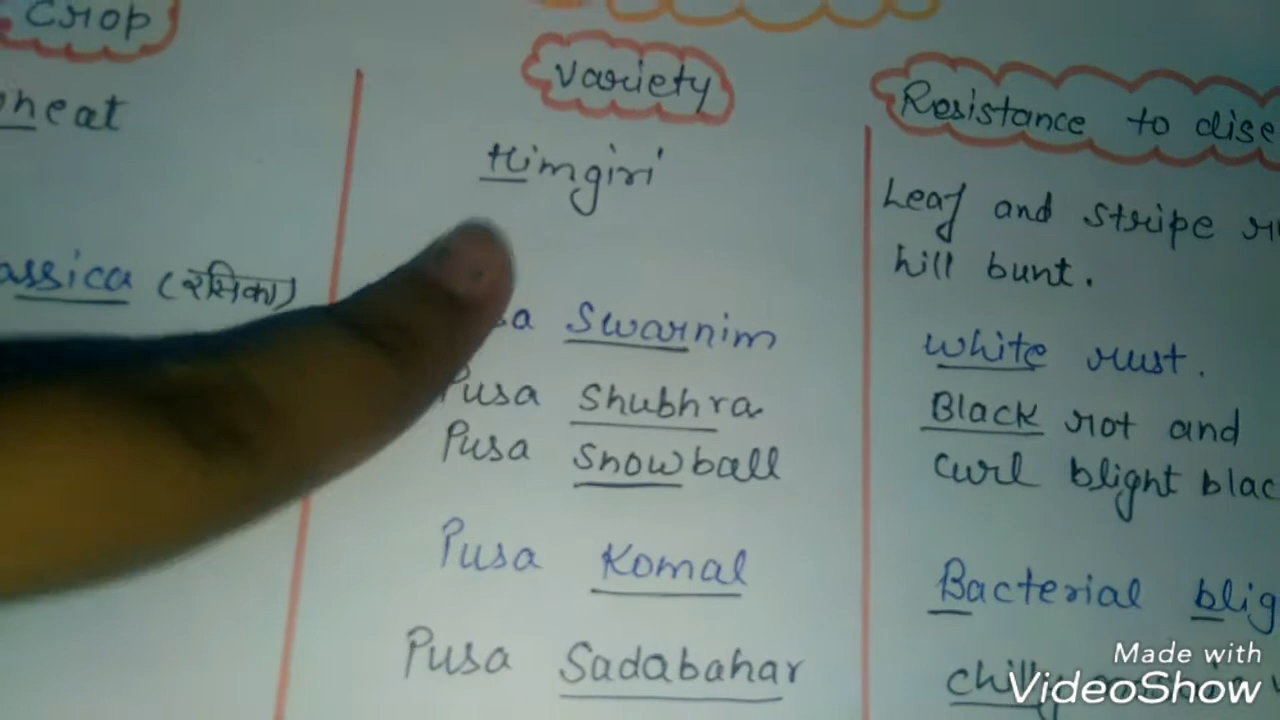 Crop
Variety
Resistance to dise
heat
Himgiri
Leaf and stripe
hill bunt.
assica (रसिका)
Swarnim
white rust.
Pusa Shubhra
Black rot and
Pusa Snowball
Curl blight blac
Pusa Komal
Bacterial blig
Pusa Sadabahar
chilly
Made with
VideoShow